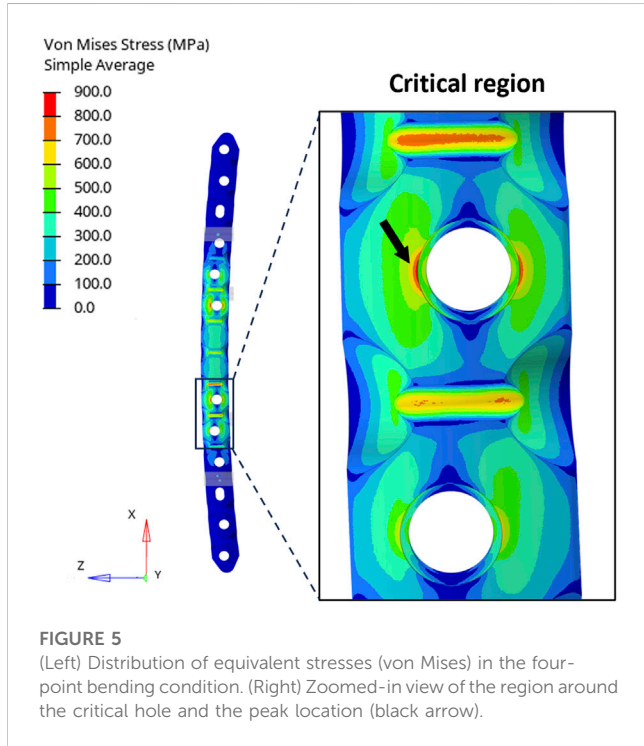 Von Mises Stress (MPa)
Simple Average
900.0
800.0
700.0
600.0
500.0
400.0
300.0
200.0
100.0
0.0
Critical region
X
Z
Y
FIGURE 5
(Left) Distribution of equivalent stresses (von Mises) in the four-
point bending condition. (Right) Zoomed-in view of the region around
the critical hole and the peak location (black arrow).